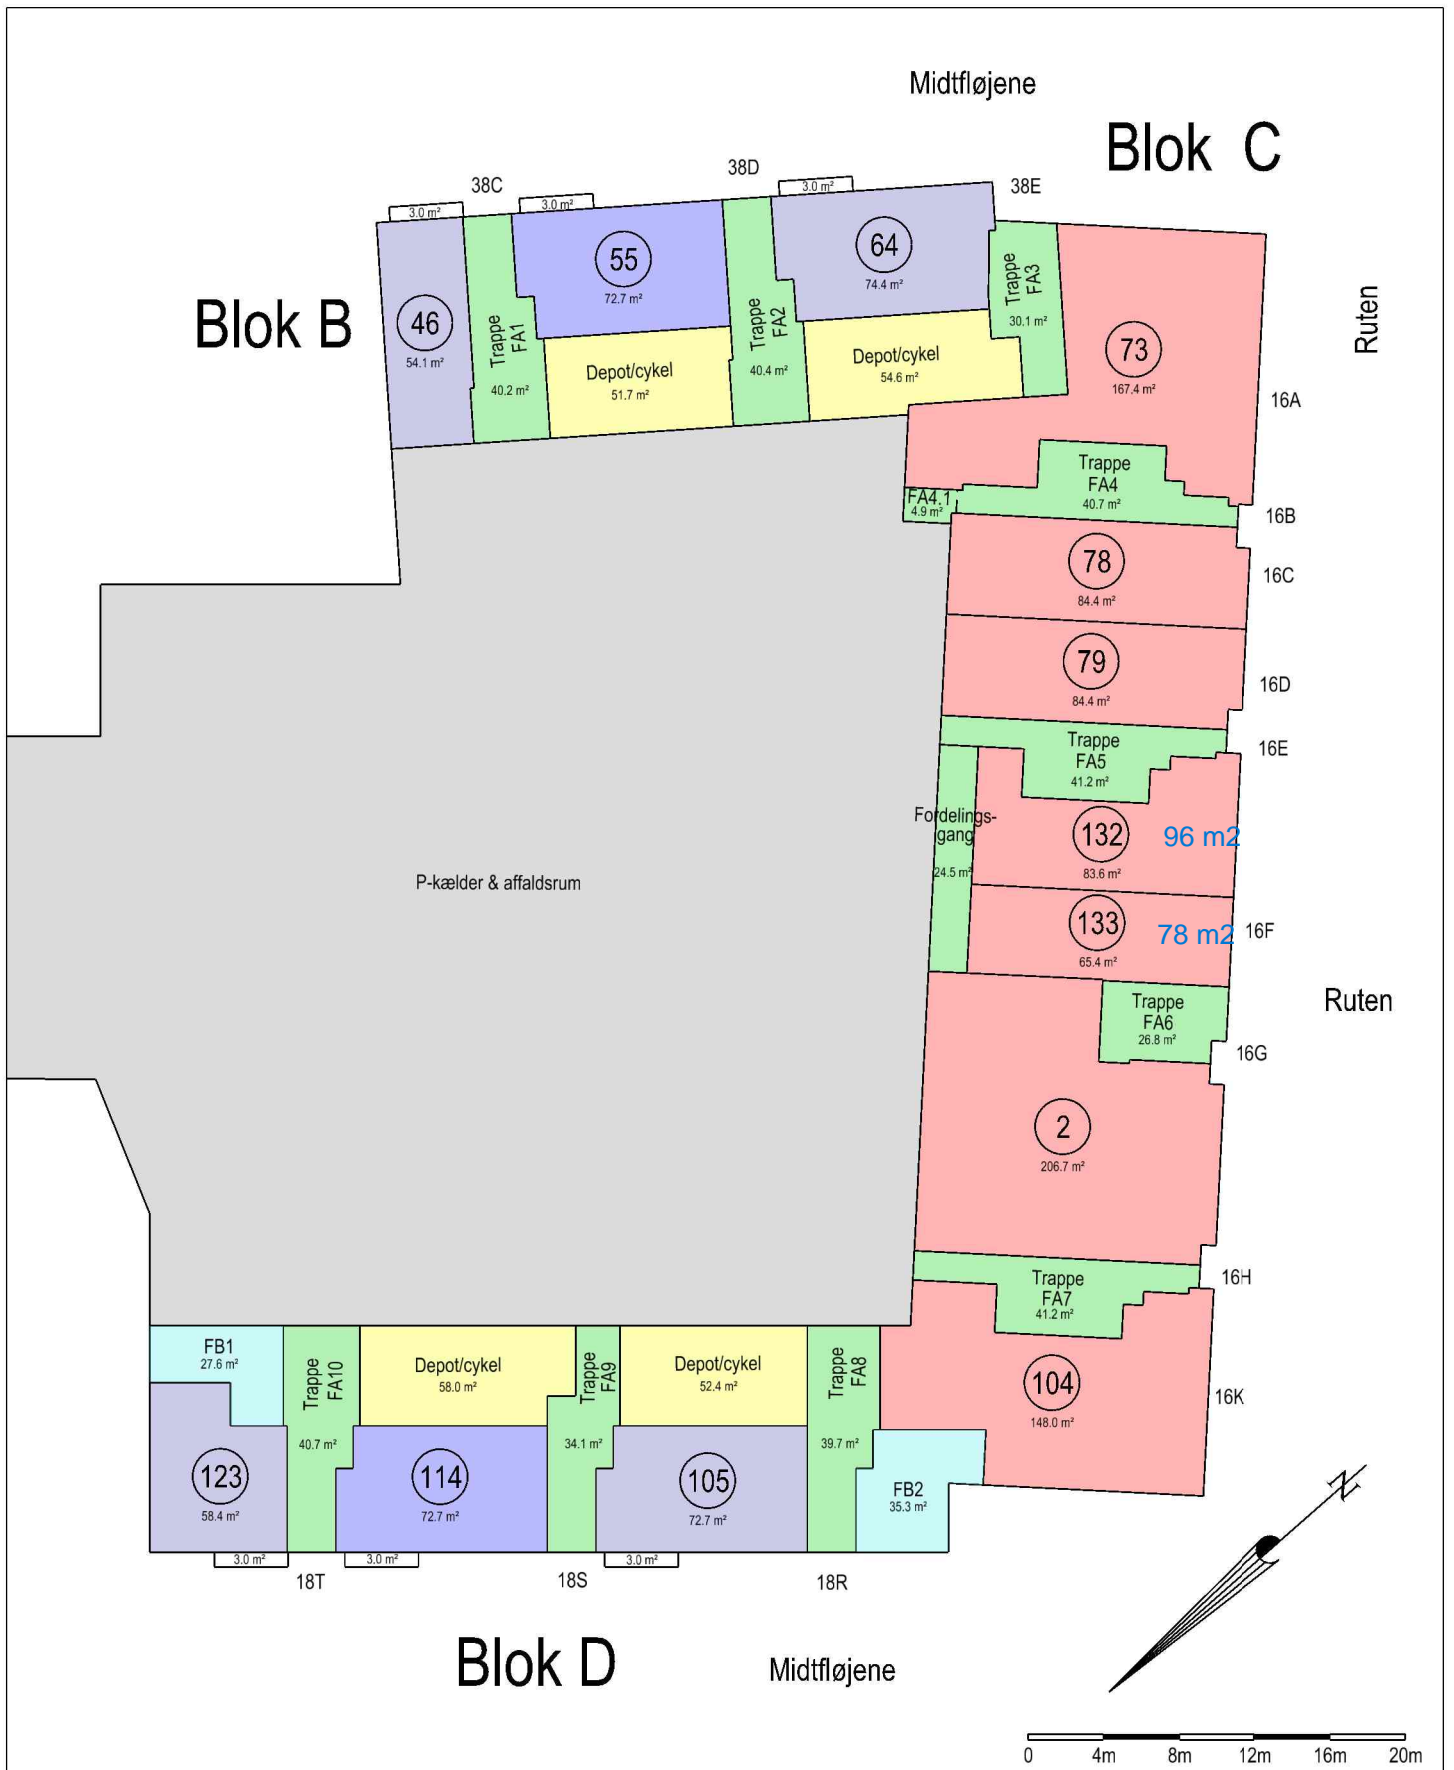 Midtfløjene
Blok C
38C
38D
38E
3.0 m²
3.0 m²
3.0 m²
Blok B
46
54.1 m²
Trappe
FA1
40.2 m²
55
72.7 m²
Depot/cykel
51.7 m²
Trappe
FA2
40.4 m²
64
74.4 m²
Depot/cykel
54.6 m²
Trappe
FA3
30.1 m²
73
167.4 m²
Ruten
16A
Trappe
FA4
40.7 m²
FA4.1
4.9 m²
16B
78
84.4 m²
16C
79
84.4 m²
16D
Trappe
FA5
41.2 m²
16E
Fordelings-
gang
24.5 m²
132
83.6 m²
96 m2
133
65.4 m²
78 m2
16F
P-kælder & affaldsrum
Trappe
FA6
26.8 m²
16G
Ruten
2
206.7 m²
Trappe
FA7
41.2 m²
16H
104
148.0 m²
16K
FB1
27.6 m²
Trappe
FA10
40.7 m²
Depot/cykel
58.0 m²
Trappe
FA9
34.1 m²
Depot/cykel
52.4 m²
Trappe
FA8
39.7 m²
123
58.4 m²
114
72.7 m²
105
72.7 m²
FB2
35.3 m²
3.0 m²
3.0 m²
3.0 m²
18T
18S
18R
Blok D
Midtfløjene
N
0 4m 8m 12m 16m 20m